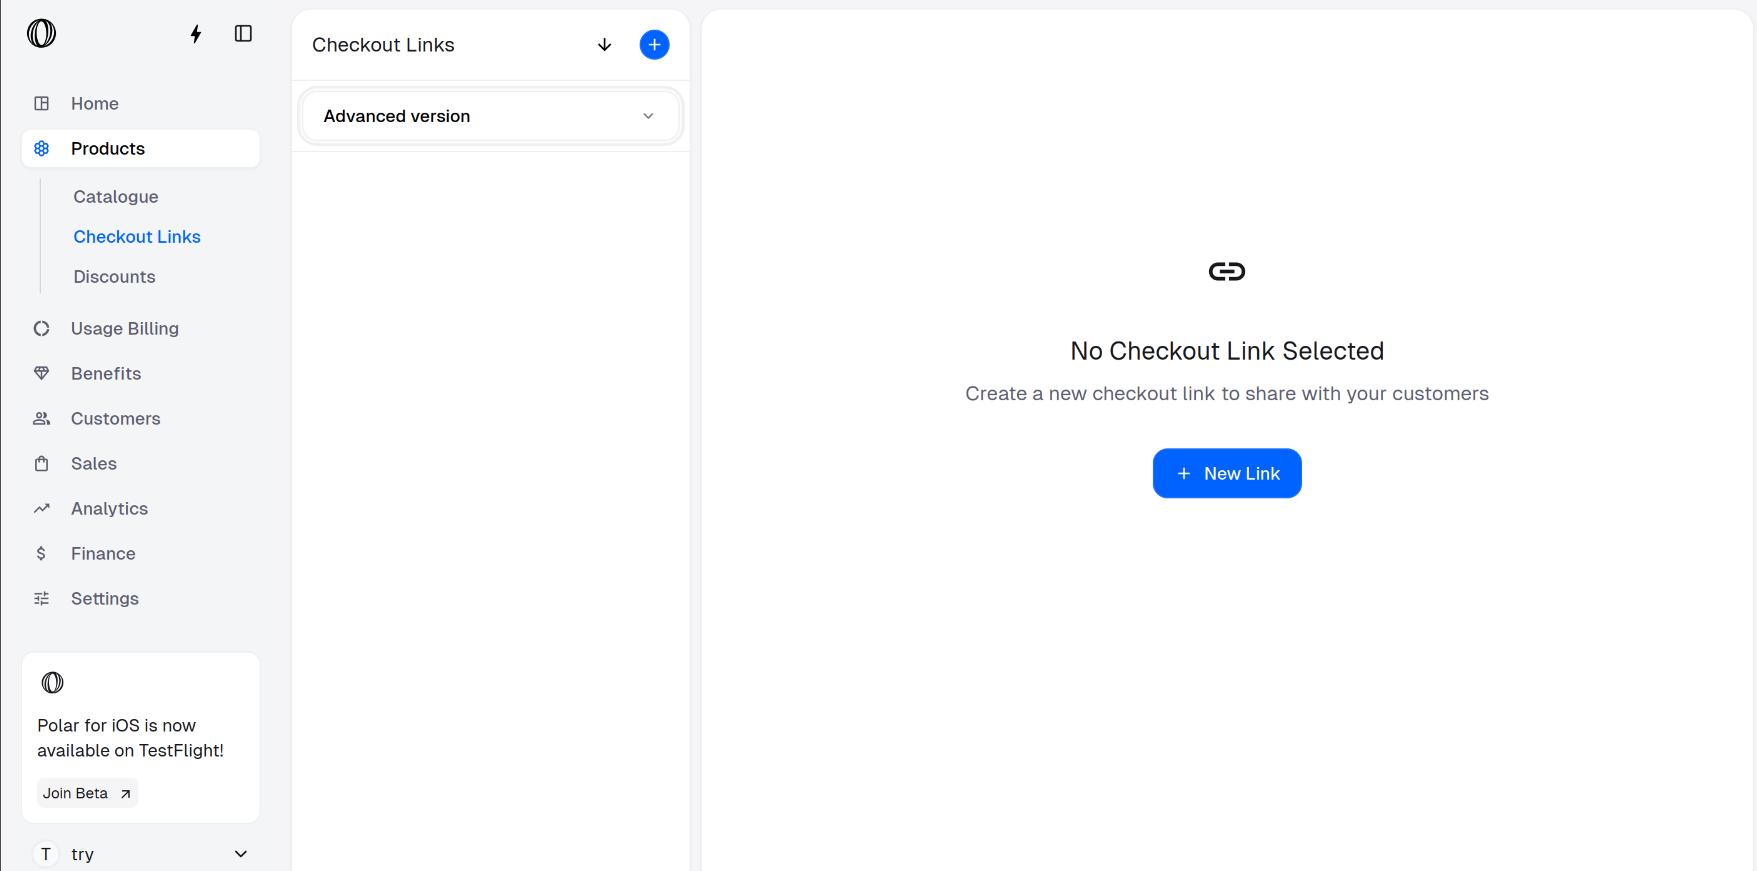 Home
Products
Catalogue
Checkout Links
Discounts
Usage Billing
Benefits
Customers
Sales
Analytics
Finance
Settings
Polar for iOS is now
available on TestFlight!
Join Beta
T try
Checkout Links
Advanced version
No Checkout Link Selected
Create a new checkout link to share with your customers
New Link